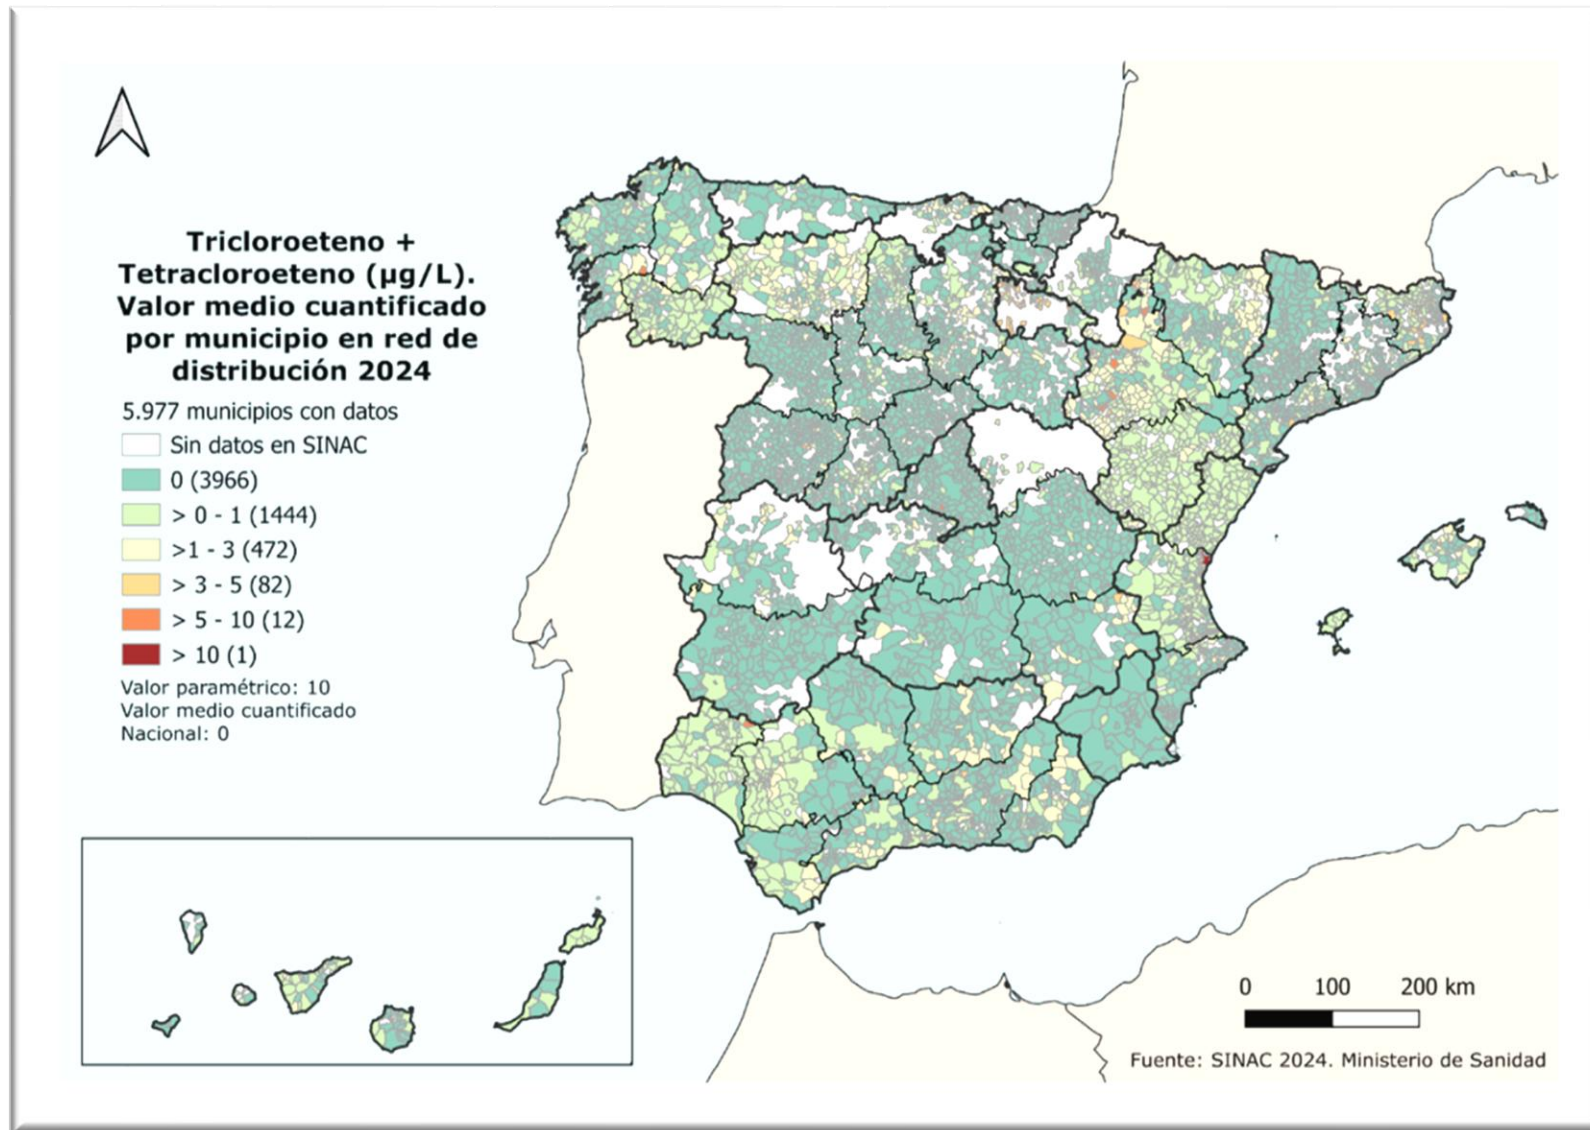 Tricloroeteno +
Tetracloroeteno (µg/L).
Valor medio cuantificado
por municipio en red de
distribución 2024
5.977 municipios con datos
Sin datos en SINAC
0 (3966)
> 0 - 1 (1444)
>1 - 3 (472)
> 3 - 5 (82)
> 5 - 10 (12)
> 10 (1)
Valor paramétrico: 10
Valor medio cuantificado
Nacional: 0
0 100 200 km
Fuente: SINAC 2024. Ministerio de Sanidad